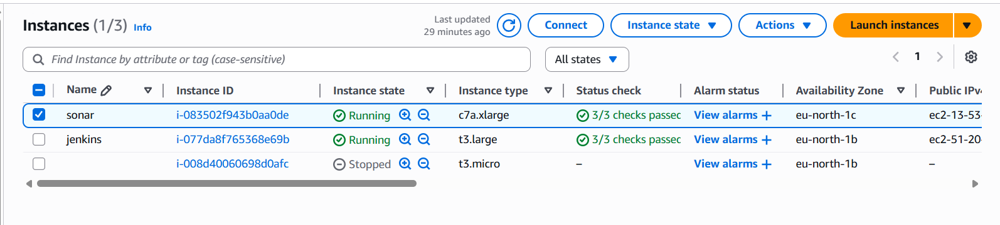 Instances (1/3) Info
Last updated
29 minutes ago
Connect
Instance state
Actions
Launch instances
Find Instance by attribute or tag (case-sensitive)
All states
1
Name Instance ID Instance state Instance type Status check Alarm status Availability Zone Public IPv4
sonar i-083502f943b0aa0de Running c7a.xlarge 3/3 checks passed View alarms + eu-north-1c ec2-13-53-
jenkins i-077da8f765368e69b Running t3.large 3/3 checks passed View alarms + eu-north-1b ec2-51-20-
i-008d40060698d0afc Stopped t3.micro – View alarms + eu-north-1b –